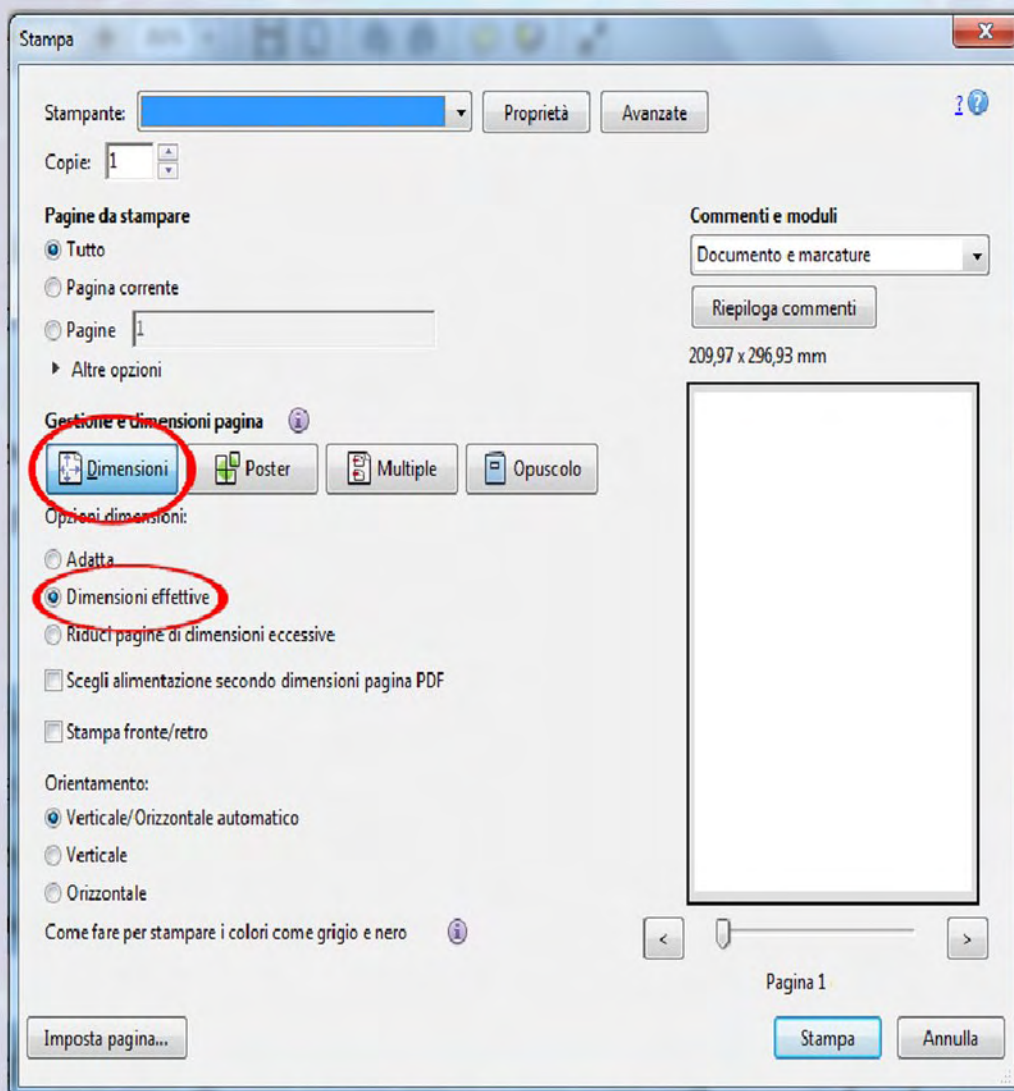 Stampa
X
Stampante:
Proprietà
Avanzate
?
?
Copie: 1
Pagine da stampare
Tutto
Pagina corrente
Pagine 1
Altre opzioni
Commenti e moduli
Documento e marcature
Riepiloga commenti
209,97 x 296,93 mm
Gestione e dimensioni pagina i
Dimensioni
Poster
Multiple
Opuscolo
Opzioni dimensioni:
Adatta
Dimensioni effettive
Riduci pagine di dimensioni eccessive
Scegli alimentazione secondo dimensioni pagina PDF
Stampa fronte/retro
Orientamento:
Verticale/Orizzontale automatico
Verticale
Orizzontale
Come fare per stampare i colori come grigio e nero i
<
>
Pagina 1
Imposta pagina...
Stampa
Annulla